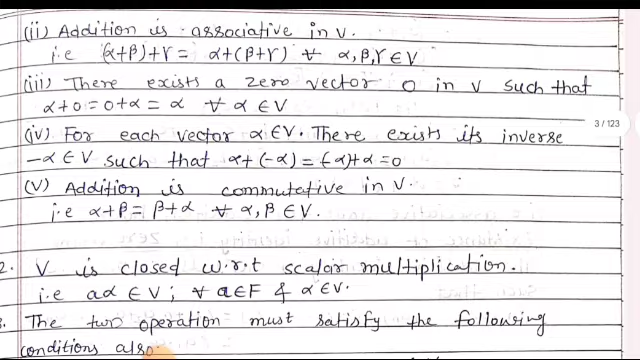 (ii) Addition is associative in V.
i.e (α+β)+γ = α+(β+γ) ∀ α,β,γ ∈ V
(iii) There exists a zero vector 0 in V such that
α+0=0+α=α ∀ α ∈ V
3 / 123
(iv) For each vector α∈V. There exists its inverse
-α ∈ V such that α+(-α) = (-α)+α = 0
(V) Addition is commutative in V.
i.e α+β = β+α ∀ α, β ∈ V.
2. V is closed w.r.t scalar multiplication.
i.e aα ∈ V ; ∀ a∈F & α∈V.
The two operation must satisfy the following
conditions also